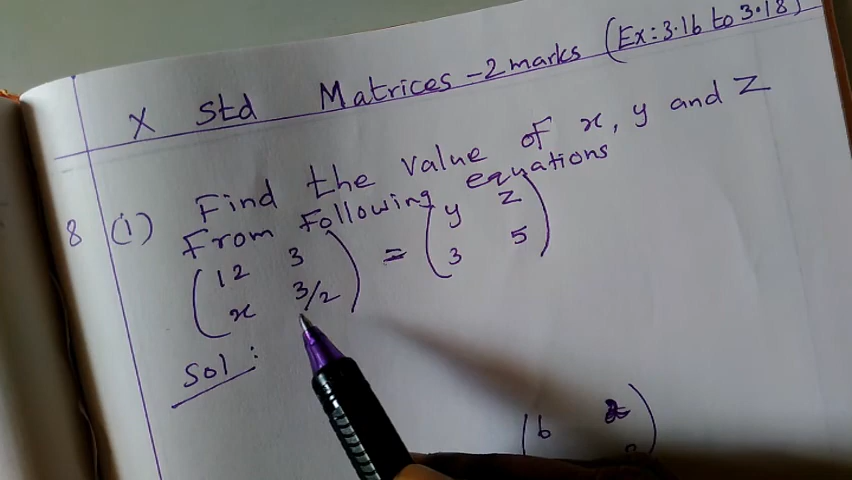 X Std Matrices - 2 marks (Ex: 3.16 to 3.18)
8 (i) Find the value of x, y and z
From following equations
(12 3
x 3/2) = (y z
3 5)
Sol:
(6